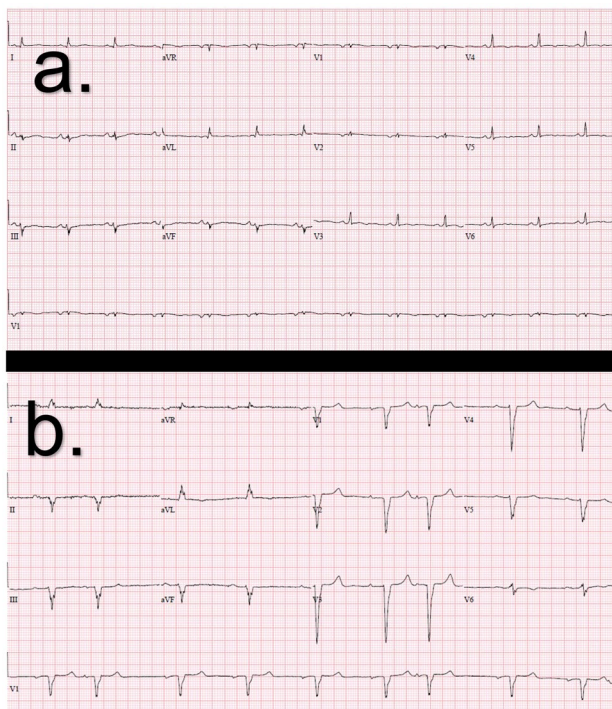 a.
I aVR V1 V4
II aVL V2 V5
III aVF V3 V6
V1
b.
I aVR V1 V4
II aVL V2 V5
III aVF V3 V6
V1